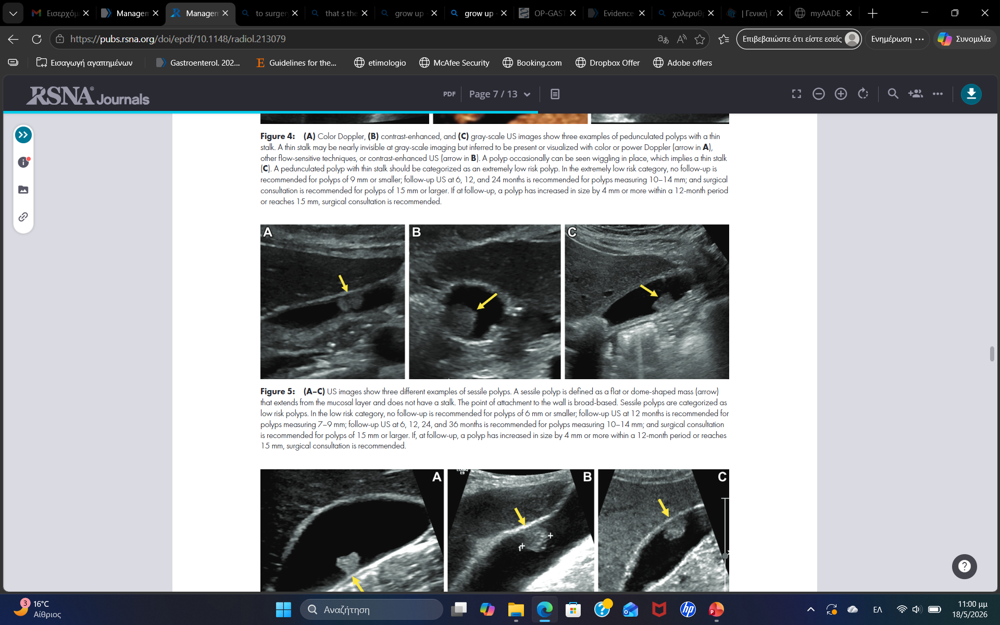 Εισερχόμ
Managem
Managem
to surger
that s the
grow up
grow up -
OP-GAST
Evidence
χολερυθρ
| Γενική Γ
myAADE
https://pubs.rsna.org/doi/epdf/10.1148/radiol.213079
Επιβεβαιώστε ότι είστε εσείς
Ενημέρωση
Συνομιλία
Εισαγωγή αγαπημένων
Gastroenterol. 202...
Guidelines for the...
etimologio
McAfee Security
Booking.com
Dropbox Offer
Adobe offers
RSNA® Journals
PDF
Page 7 / 13
Figure 4: (A) Color Doppler, (B) contrast-enhanced, and (C) gray-scale US images show three examples of pedunculated polyps with a thin
stalk. A thin stalk may be nearly invisible at gray-scale imaging but inferred to be present or visualized with color or power Doppler (arrow in A),
other flow-sensitive techniques, or contrast-enhanced US (arrow in B). A polyp occasionally can be seen wiggling in place, which implies a thin stalk
(C). A pedunculated polyp with thin stalk should be categorized as an extremely low risk polyp. In the extremely low risk category, no follow-up is
recommended for polyps of 9 mm or smaller; follow-up US at 6, 12, and 24 months is recommended for polyps measuring 10–14 mm; and surgical
consultation is recommended for polyps of 15 mm or larger. If at follow-up, a polyp has increased in size by 4 mm or more within a 12-month period
or reaches 15 mm, surgical consultation is recommended.
A
B
C
Figure 5: (A–C) US images show three different examples of sessile polyps. A sessile polyp is defined as a flat or dome-shaped mass (arrow)
that extends from the mucosal layer and does not have a stalk. The point of attachment to the wall is broad-based. Sessile polyps are categorized as
low risk polyps. In the low risk category, no follow-up is recommended for polyps of 6 mm or smaller; follow-up US at 12 months is recommended for
polyps measuring 7–9 mm; follow-up US at 6, 12, 24, and 36 months is recommended for polyps measuring 10–14 mm; and surgical consultation
is recommended for polyps of 15 mm or larger. If, at follow-up, a polyp has increased in size by 4 mm or more within a 12-month period or reaches
15 mm, surgical consultation is recommended.
A
E9
B
C
3
16°C
Αίθριος
Αναζήτηση
ΕΛ
11:00 μμ
18/5/2026